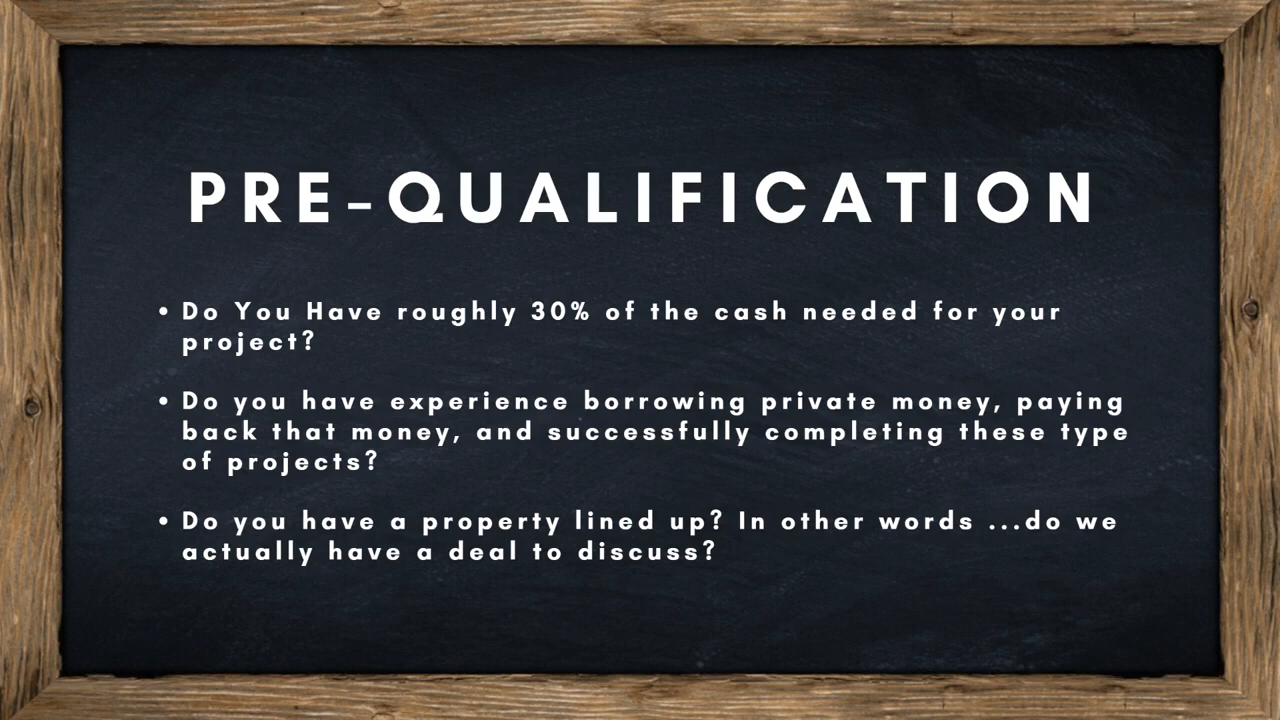 PRE-QUALIFICATION
• Do You Have roughly 30% of the cash needed for your
project?
• Do you have experience borrowing private money, paying
back that money, and successfully completing these type
of projects?
• Do you have a property lined up? In other words ...do we
actually have a deal to discuss?